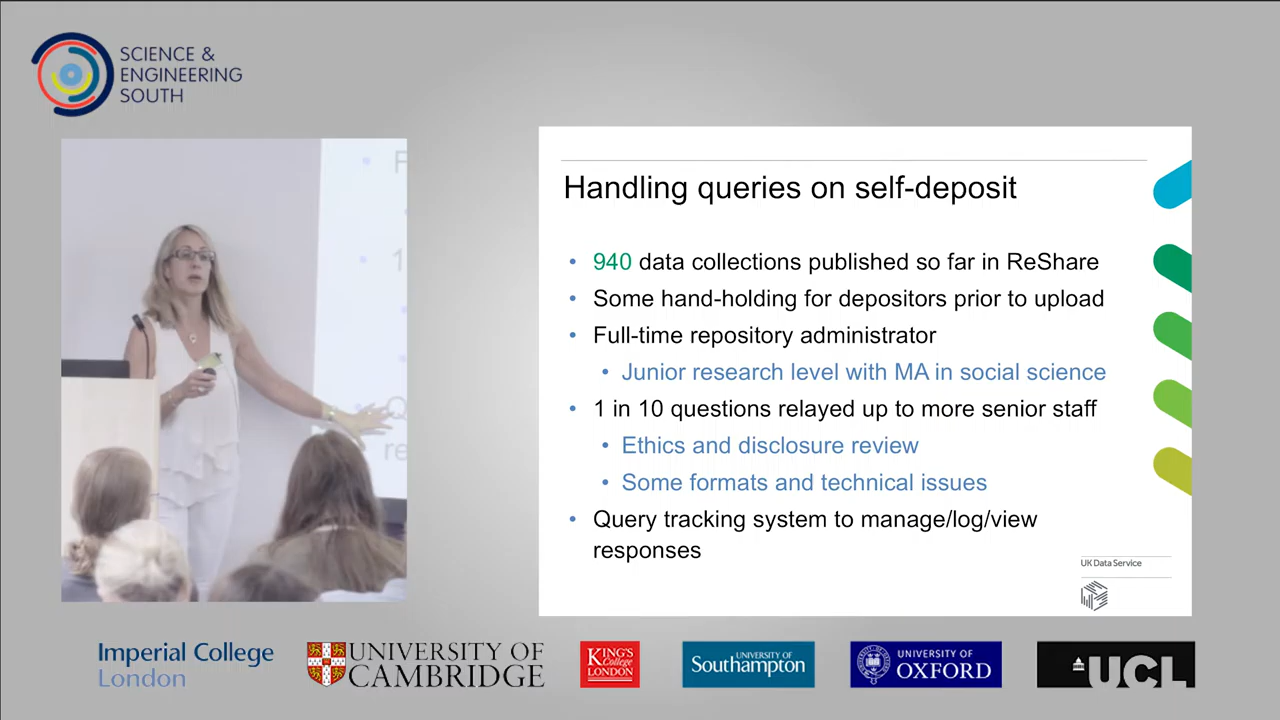 SCIENCE &
ENGINEERING
SOUTH
Handling queries on self-deposit
• 940 data collections published so far in ReShare
• Some hand-holding for depositors prior to upload
• Full-time repository administrator
• Junior research level with MA in social science
• 1 in 10 questions relayed up to more senior staff
• Ethics and disclosure review
• Some formats and technical issues
• Query tracking system to manage/log/view
responses
UK Data Service
Imperial College
London
UNIVERSITY OF
CAMBRIDGE
KING'S
College
LONDON
UNIVERSITY OF
Southampton
UNIVERSITY OF
OXFORD
UCL